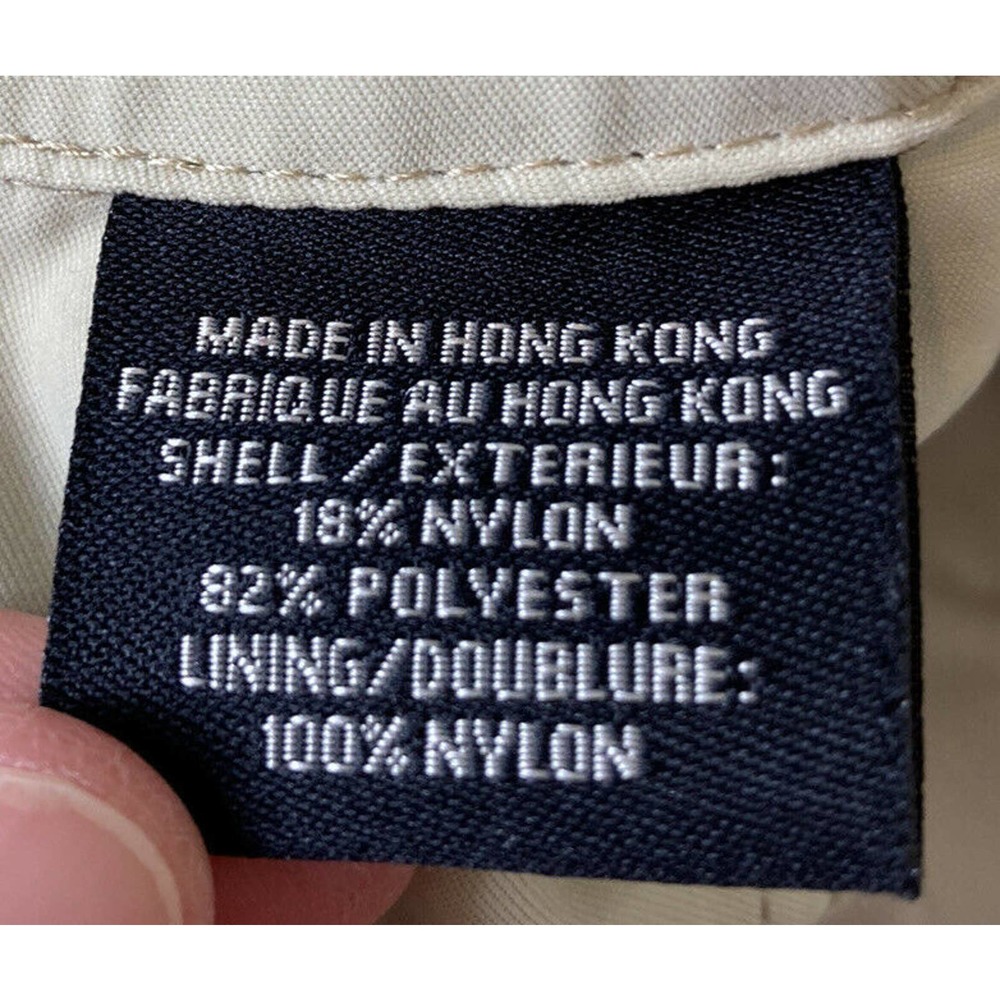 MADE IN HONG KONG
FABRIQUE AU HONG KONG
SHELL/EXTERIEUR:
18% NYLON
82% POLYESTER
LINING/DOUBLURE:
100% NYLON